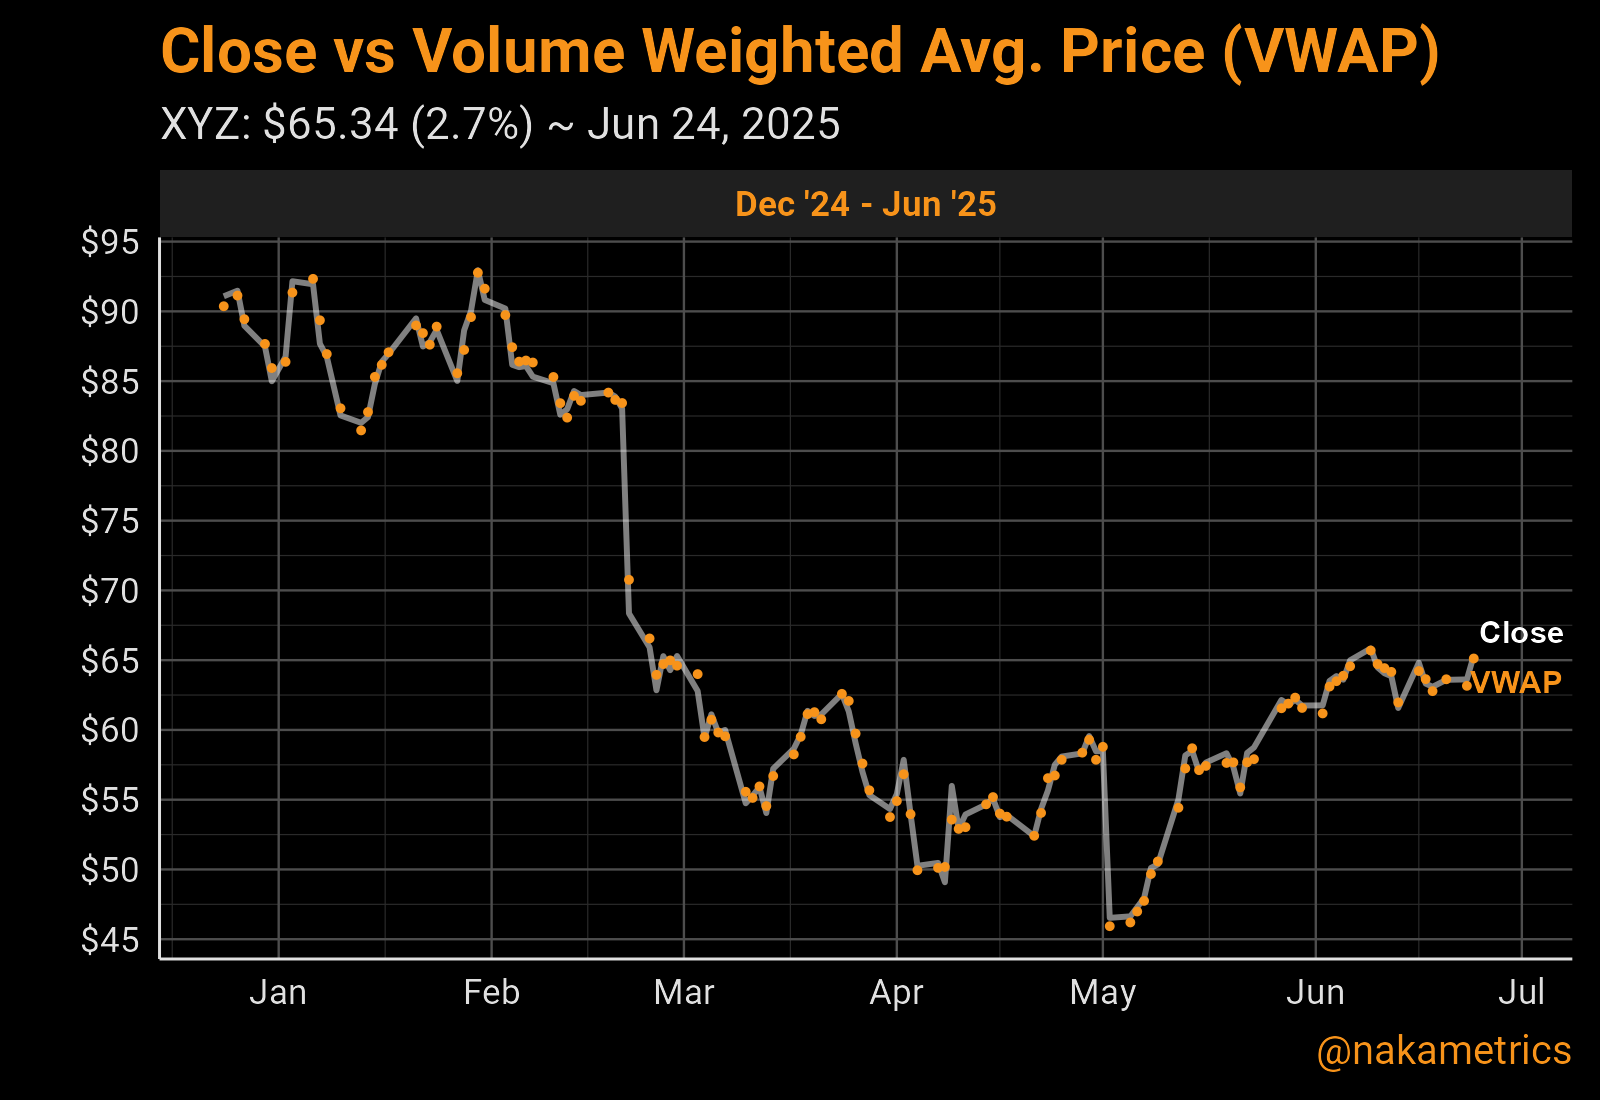 Close vs Volume Weighted Avg. Price (VWAP)
XYZ: $65.34 (2.7%) ~ Jun 24, 2025
Dec '24 - Jun '25
$95
$90
$85
$80
$75
$70
$65
$60
$55
$50
$45
Close
VWAP
Jan Feb Mar Apr May Jun Jul
@nakametrics